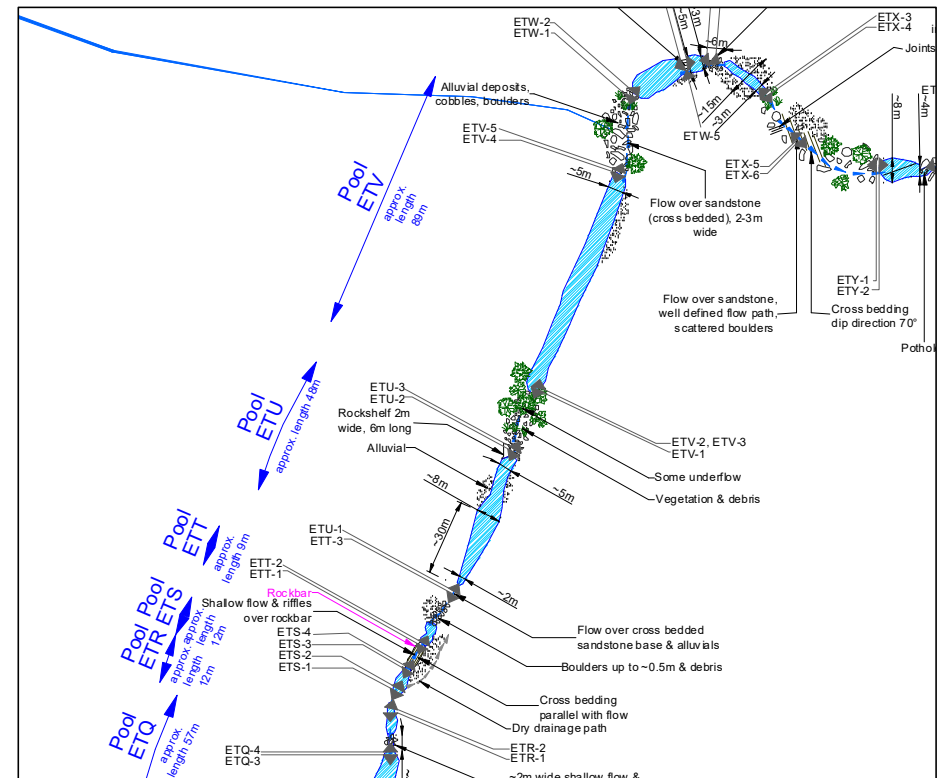 ETW-2
ETW-1
~5m
~3m
~6m
ETX-3
ETX-4
Joints
Alluvial deposits,
cobbles, boulders
~15m
~3m
ETW-5
~8m
~4m
ETV-5
ETV-4
ETX-5
ETX-6
Pool
ETV
approx.
length
89m
~5m
Flow over sandstone
(cross bedded), 2-3m
wide
ETY-1
ETY-2
Flow over sandstone,
well defined flow path,
scattered boulders
Cross bedding
dip direction 70°
Pool
ETU
approx. length 48m
ETU-3
ETU-2
Rockshelf 2m
wide, 6m long
Alluvial
ETV-2, ETV-3
ETV-1
Some underflow
Vegetation & debris
~8m
~5m
~30m
Pool
ETT
approx.
length 9m
ETU-1
ETT-3
ETT-2
ETT-1
Rockbar
Shallow flow & riffles
over rockbar
~2m
Pool
ETS
approx.
length
12m
ETS-4
ETS-3
ETS-2
ETS-1
Flow over cross bedded
sandstone base & alluvials
Boulders up to ~0.5m & debris
Pool
ETR
approx.
length
12m
Cross bedding
parallel with flow
Dry drainage path
Pool
ETQ
approx.
length 57m
ETR-2
ETR-1
ETQ-4
ETQ-3
~2m wide shallow flow &